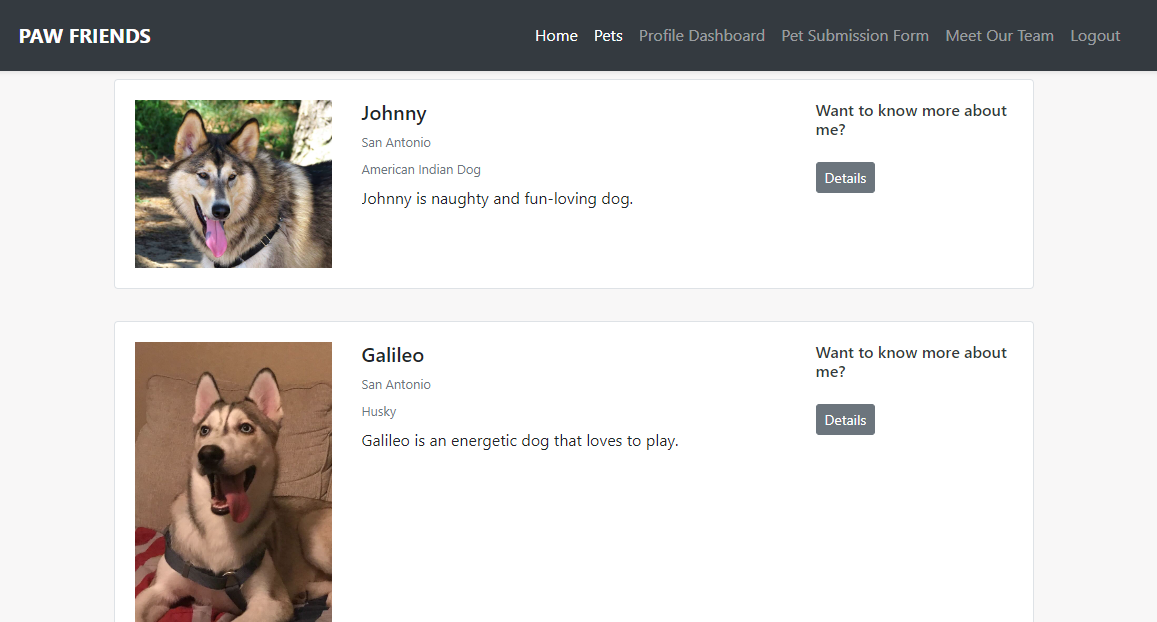 PAW FRIENDS
Home Pets Profile Dashboard Pet Submission Form Meet Our Team Logout
Johnny
San Antonio
American Indian Dog
Johnny is naughty and fun-loving dog.
Want to know more about
me?
Details
Galileo
San Antonio
Husky
Galileo is an energetic dog that loves to play.
Want to know more about
me?
Details